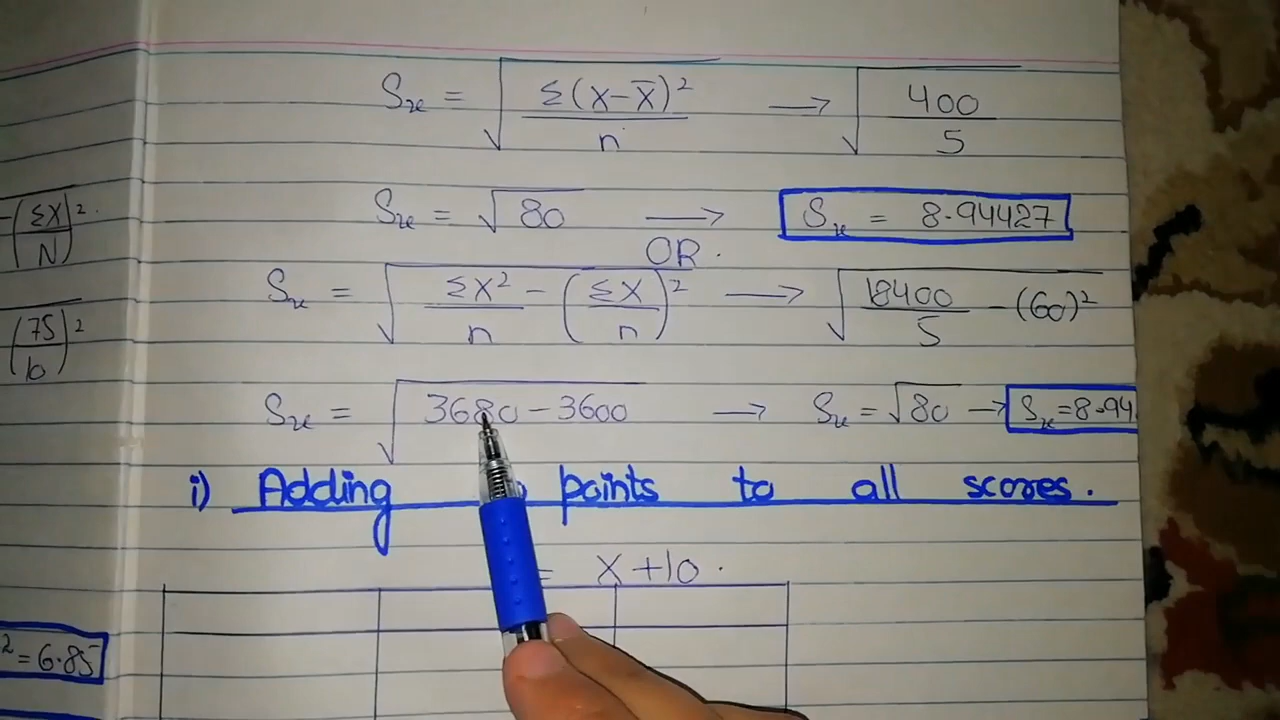 Sx = √(Σ(X-X̄)²/n) → √(400/5)
Sx = √80 → Sx = 8.94427
OR.
Sx = √(ΣX²/n - (ΣX/n)²) → √(18400/5 - (60)²)
Sx = √(3680 - 3600) → Sx = √80 → Sx = 8.94
i) Adding points to all scores.
= X + 10.
-(ΣX/N)²
(75/10)²
² = 6.85